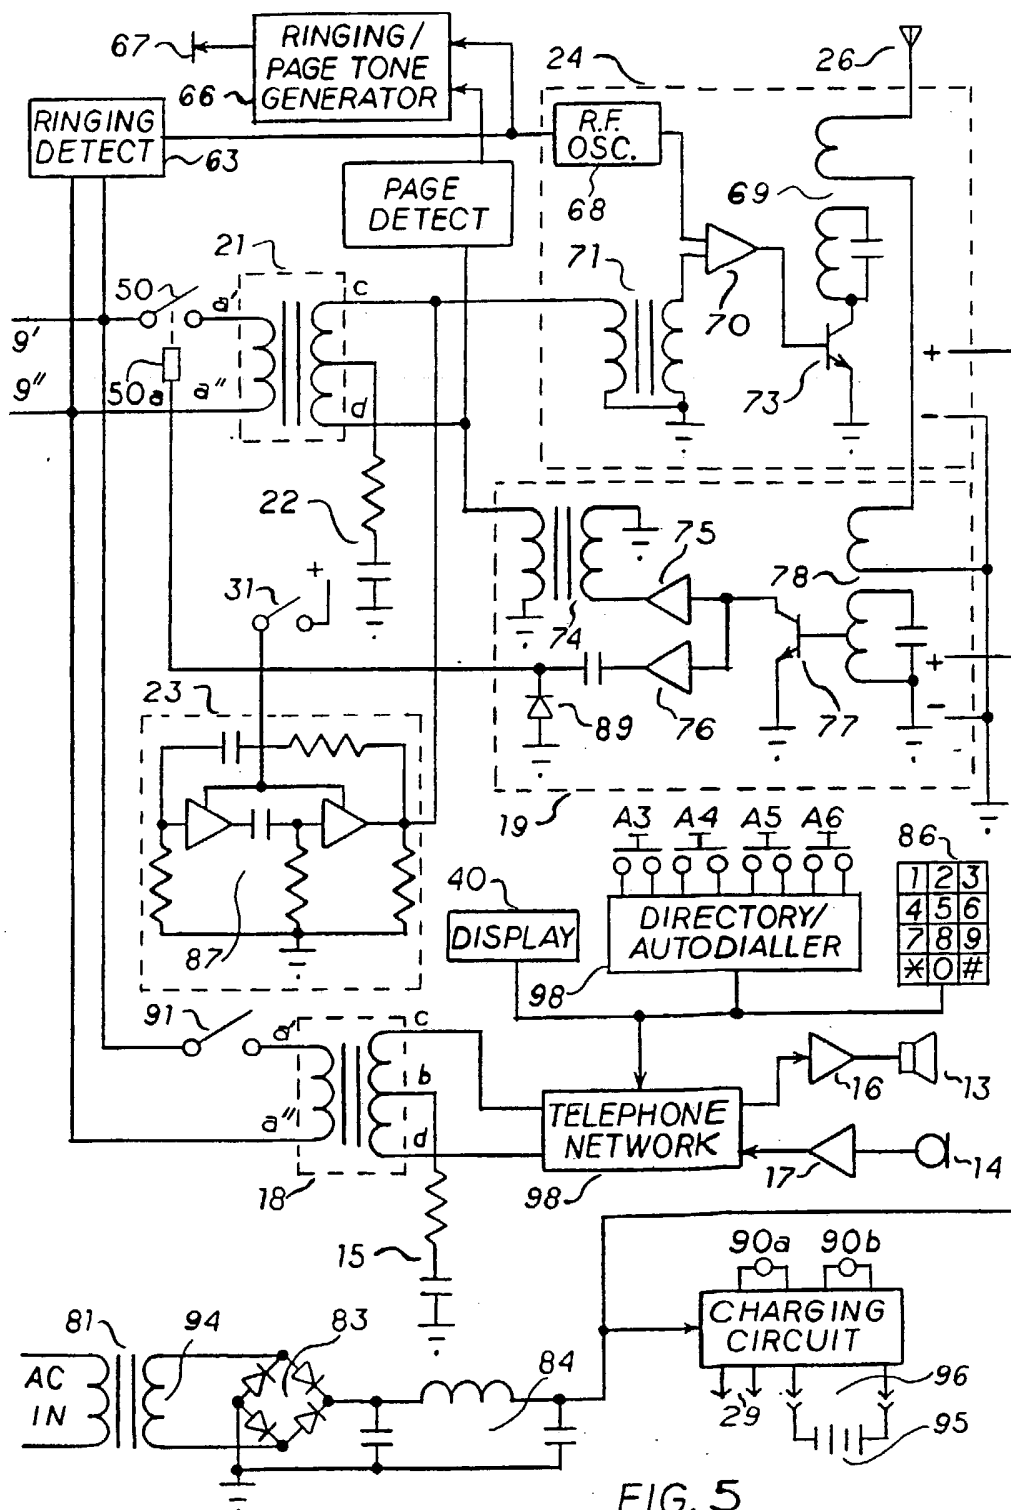 67
RINGING/
PAGE TONE
GENERATOR
66
24
26
RINGING
DETECT
63
R.F.
OSC.
68
PAGE
DETECT
69
21
71
50
a'
c
70
9'
9"
50a
a"
d
73
+
-
22
75
78
31
+
74
+
-
23
89
76
77
19
A3 A4 A5 A6
86
40
1 2 3
4 5 6
7 8 9
* 0 #
DISPLAY
DIRECTORY/
AUTODIALLER
87
98
91
a'
c
b
a"
d
TELEPHONE
NETWORK
16
13
17
14
18
98
15
90a 90b
CHARGING
CIRCUIT
81
94
83
84
AC
IN
29
96
95
FIG. 5